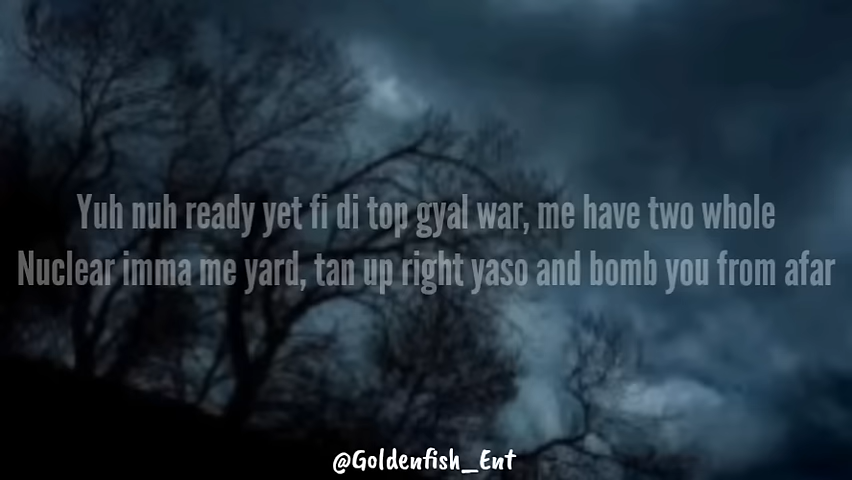 Yuh nuh ready yet fi di top gyal war, me have two whole
Nuclear imma me yard, tan up right yaso and bomb you from afar
@Goldenfish_Ent